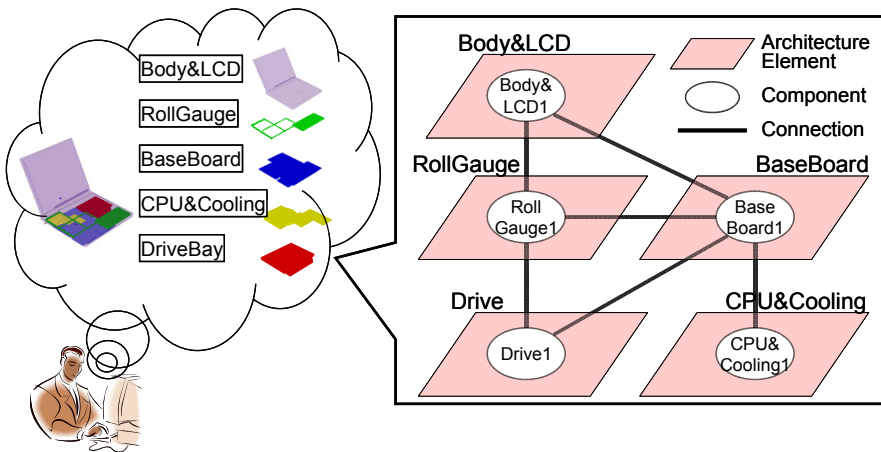 Body&LCD
RollGauge
BaseBoard
CPU&Cooling
DriveBay
Body&LCD
Body&
LCD1
RollGauge
Roll
Gauge1
BaseBoard
Base
Board1
Drive
Drive1
CPU&Cooling
CPU&
Cooling1
Architecture
Element
Component
Connection